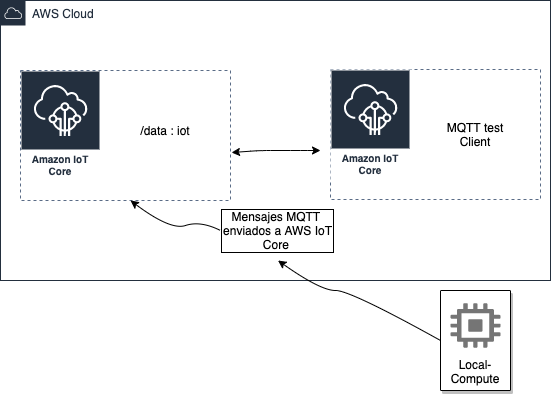 AWS Cloud
Amazon IoT
Core
/data : iot
Amazon IoT
Core
MQTT test
Client
Mensajes MQTT
enviados a AWS IoT
Core
Local-
Compute